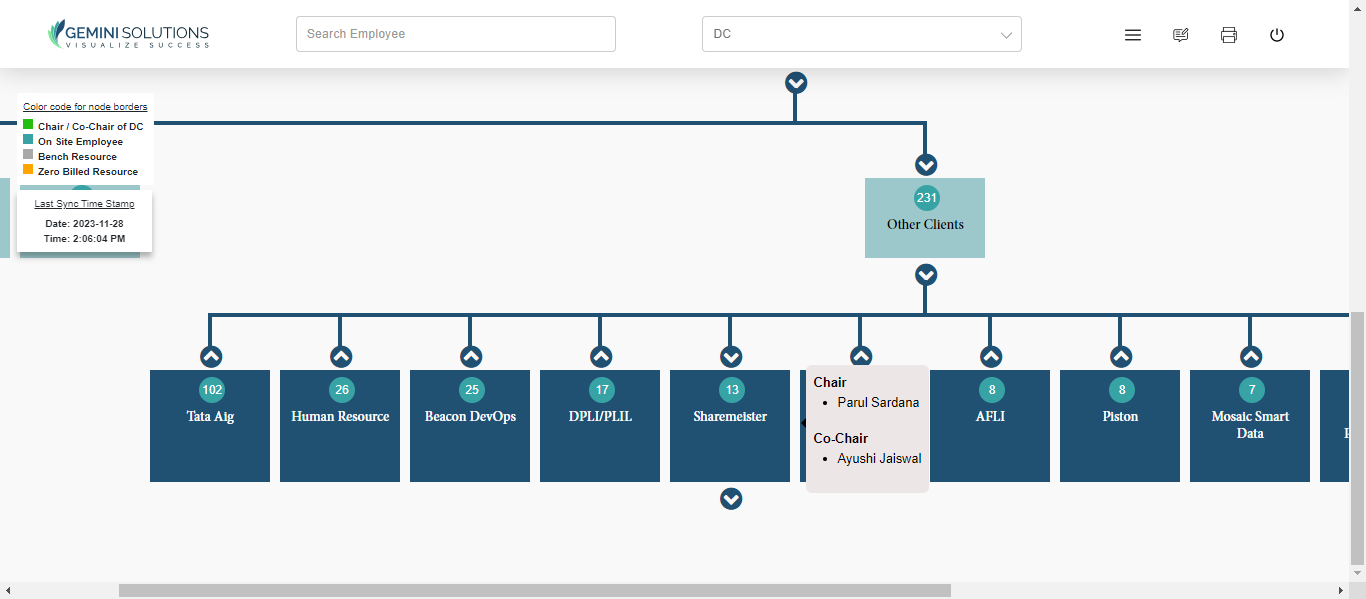 GEMINI SOLUTIONS
VISUALIZE SUCCESS
Search Employee
DC
Color code for node borders
Chair / Co-Chair of DC
On Site Employee
Bench Resource
Zero Billed Resource
Last Sync Time Stamp
Date: 2023-11-28
Time: 2:06:04 PM
231
Other Clients
102
Tata Aig
26
Human Resource
25
Beacon DevOps
17
DPLI/PLIL
13
Sharemeister
Chair
• Parul Sardana
Co-Chair
• Ayushi Jaiswal
8
AFLI
8
Piston
7
Mosaic Smart
Data